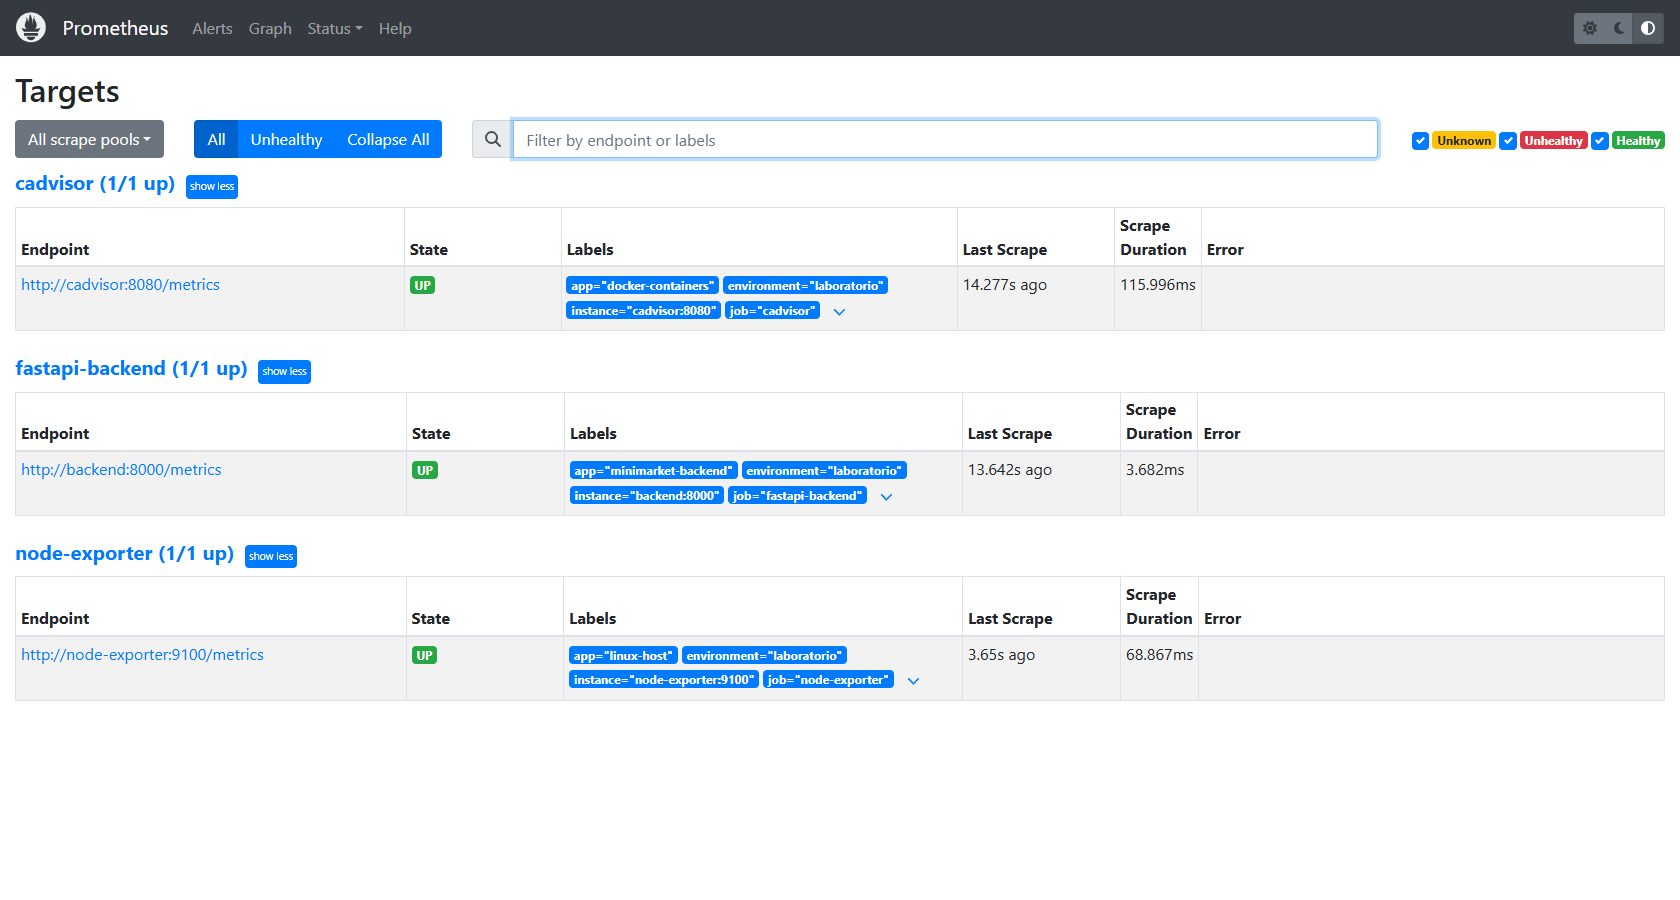 Prometheus Alerts Graph Status Help
Targets
All scrape pools All Unhealthy Collapse All Filter by endpoint or labels Unknown Unhealthy Healthy
cadvisor (1/1 up) show less
Endpoint State Labels Last Scrape Scrape Duration Error
http://cadvisor:8080/metrics UP app="docker-containers" environment="laboratorio" 14.277s ago 115.996ms
instance="cadvisor:8080" job="cadvisor"
fastapi-backend (1/1 up) show less
Endpoint State Labels Last Scrape Scrape Duration Error
http://backend:8000/metrics UP app="minimarket-backend" environment="laboratorio" 13.642s ago 3.682ms
instance="backend:8000" job="fastapi-backend"
node-exporter (1/1 up) show less
Endpoint State Labels Last Scrape Scrape Duration Error
http://node-exporter:9100/metrics UP app="linux-host" environment="laboratorio" 3.65s ago 68.867ms
instance="node-exporter:9100" job="node-exporter"